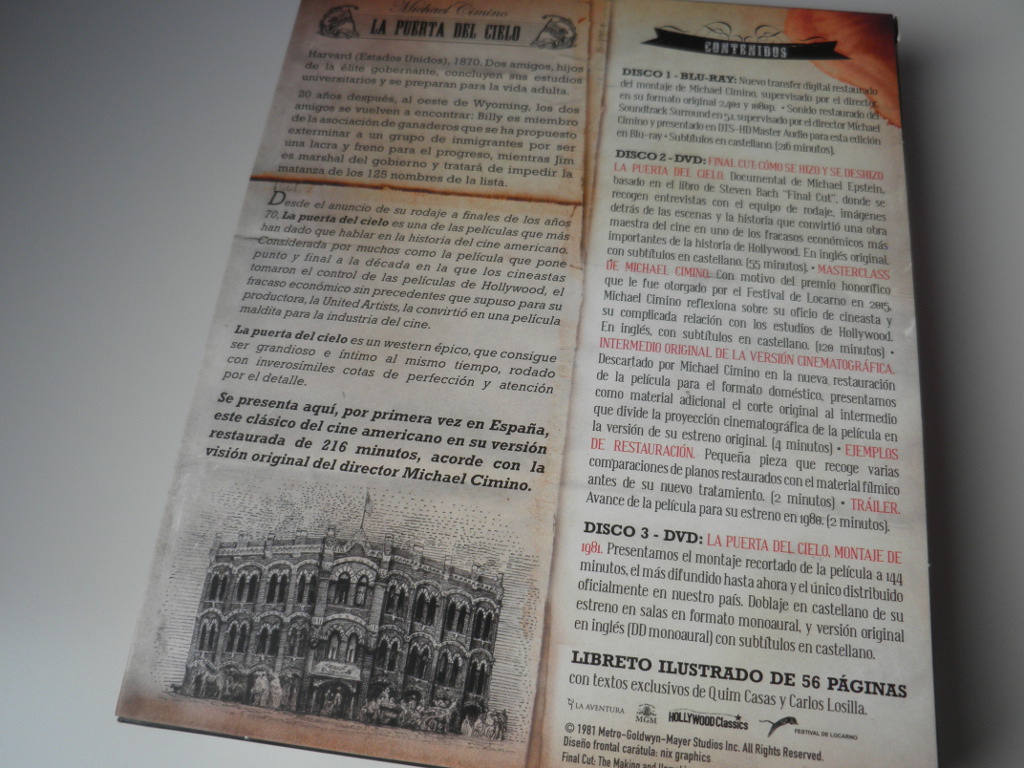 Michael Cimino
LA PUERTA DEL CIELO
Harvard (Estados Unidos), 1870. Dos amigos, hijos
de la élite gobernante, concluyen sus estudios
universitarios y se preparan para la vida adulta.
20 años después, al oeste de Wyoming, los dos
amigos se vuelven a encontrar: Billy es miembro
de la asociación de ganaderos que se ha propuesto
exterminar a un grupo de inmigrantes por ser
una lacra y freno para el progreso, mientras Jim
es marshal del gobierno y tratará de impedir la
matanza de los 125 nombres de la lista.
Desde el anuncio de su rodaje a finales de los años
70, La puerta del cielo es una de las películas que más
han dado que hablar en la historia del cine americano.
Considerada por muchos como la película que pone
punto y final a la década en la que los cineastas
tomaron el control de las películas de Hollywood, el
fracaso económico sin precedentes que supuso para su
productora, la United Artists, la convirtió en una película
maldita para la industria del cine.
La puerta del cielo es un western épico, que consigue
ser grandioso e íntimo al mismo tiempo, rodado
con inverosímiles cotas de perfección y atención
por el detalle.
Se presenta aquí, por primera vez en España,
este clásico del cine americano en su versión
restaurada de 216 minutos, acorde con la
visión original del director Michael Cimino.
CONTENIDOS
DISCO 1 - BLU-RAY: Nuevo transfer digital restaurado
del montaje de Michael Cimino, supervisado por el director,
en su formato original 2,40:1 y 1080p. • Sonido restaurado del
Soundtrack Surround en 5.1, supervisado por el director Michael
Cimino y presentado en DTS-HD Master Audio para esta edición
en Blu-ray • Subtítulos en castellano. (216 minutos).
DISCO 2 - DVD: FINAL CUT: CÓMO SE HIZO Y SE DESHIZO
LA PUERTA DEL CIELO. Documental de Michael Epstein,
basado en el libro de Steven Bach "Final Cut", donde se
recogen entrevistas con el equipo de rodaje, imágenes
detrás de las escenas y la historia que convirtió una obra
maestra del cine en uno de los fracasos económicos más
importantes de la historia de Hollywood. En inglés original,
con subtítulos en castellano. (55 minutos). • MASTERCLASS
DE MICHAEL CIMINO. Con motivo del premio honorífico
que le fue otorgado por el Festival de Locarno en 2015,
Michael Cimino reflexiona sobre su oficio de cineasta y
su complicada relación con los estudios de Hollywood.
En inglés, con subtítulos en castellano. (120 minutos) •
INTERMEDIO ORIGINAL DE LA VERSIÓN CINEMATOGRÁFICA.
Descartado por Michael Cimino en la nueva restauración
de la película para el formato doméstico, presentamos
como material adicional el corte original al intermedio
que divide la proyección cinematográfica de la película en
la versión de su estreno original. (4 minutos) • EJEMPLOS
DE RESTAURACIÓN. Pequeña pieza que recoge varias
comparaciones de planos restaurados con el material fílmico
antes de su nuevo tratamiento. (2 minutos) • TRÁILER.
Avance de la película para su estreno en 1980. (2 minutos).
DISCO 3 - DVD: LA PUERTA DEL CIELO, MONTAJE DE
1981. Presentamos el montaje recortado de la película a 144
minutos, el más difundido hasta ahora y el único distribuido
oficialmente en nuestro país. Doblaje en castellano de su
estreno en salas en formato monoaural, y versión original
en inglés (DD monoaural) con subtítulos en castellano.
LIBRETO ILUSTRADO DE 56 PÁGINAS
con textos exclusivos de Quim Casas y Carlos Losilla.
LA AVENTURA
MGM
HOLLYWOOD Classics
FESTIVAL DE LOCARNO
© 1981 Metro-Goldwyn-Mayer Studios Inc. All Rights Reserved.
Diseño frontal carátula: nix graphics
Final Cut: The Making and